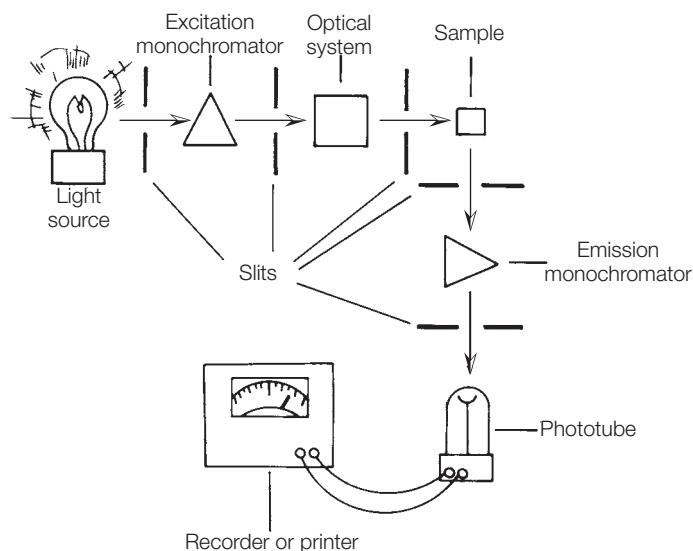 Excitation
monochromator
Optical
system
Sample
Light
source
Slits
Emission
monochromator
Phototube
Recorder or printer